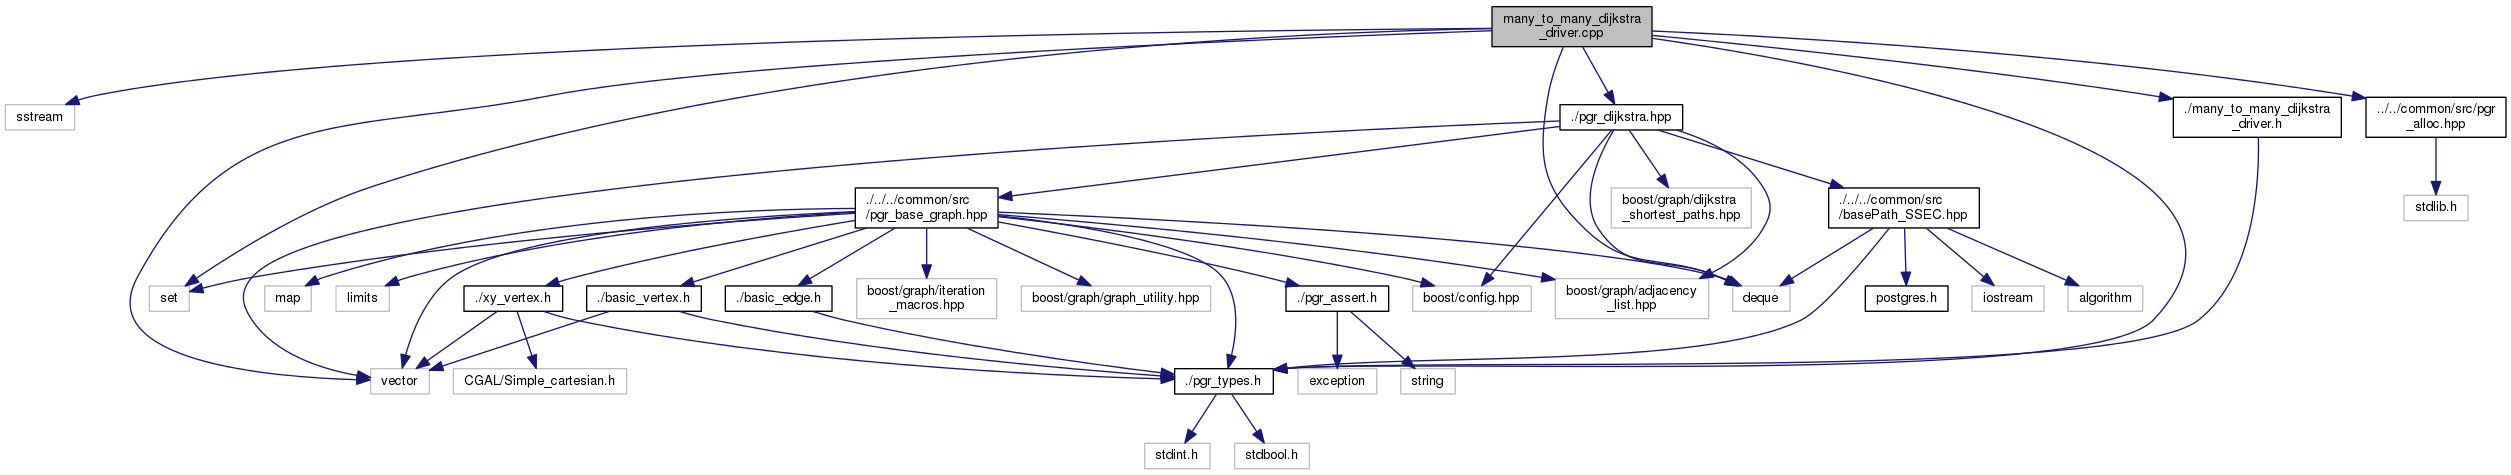 many_to_many_dijkstra
_driver.cpp
sstream
./pgr_dijkstra.hpp
./many_to_many_dijkstra
_driver.h
../../common/src/pgr
_alloc.hpp
./../../common/src
/pgr_base_graph.hpp
boost/graph/dijkstra
_shortest_paths.hpp
./../../common/src
/basePath_SSEC.hpp
stdlib.h
set
map
limits
./xy_vertex.h
./basic_vertex.h
./basic_edge.h
boost/graph/iteration
_macros.hpp
boost/graph/graph_utility.hpp
./pgr_assert.h
boost/config.hpp
boost/graph/adjacency
_list.hpp
deque
postgres.h
iostream
algorithm
vector
CGAL/Simple_cartesian.h
./pgr_types.h
exception
string
stdint.h
stdbool.h